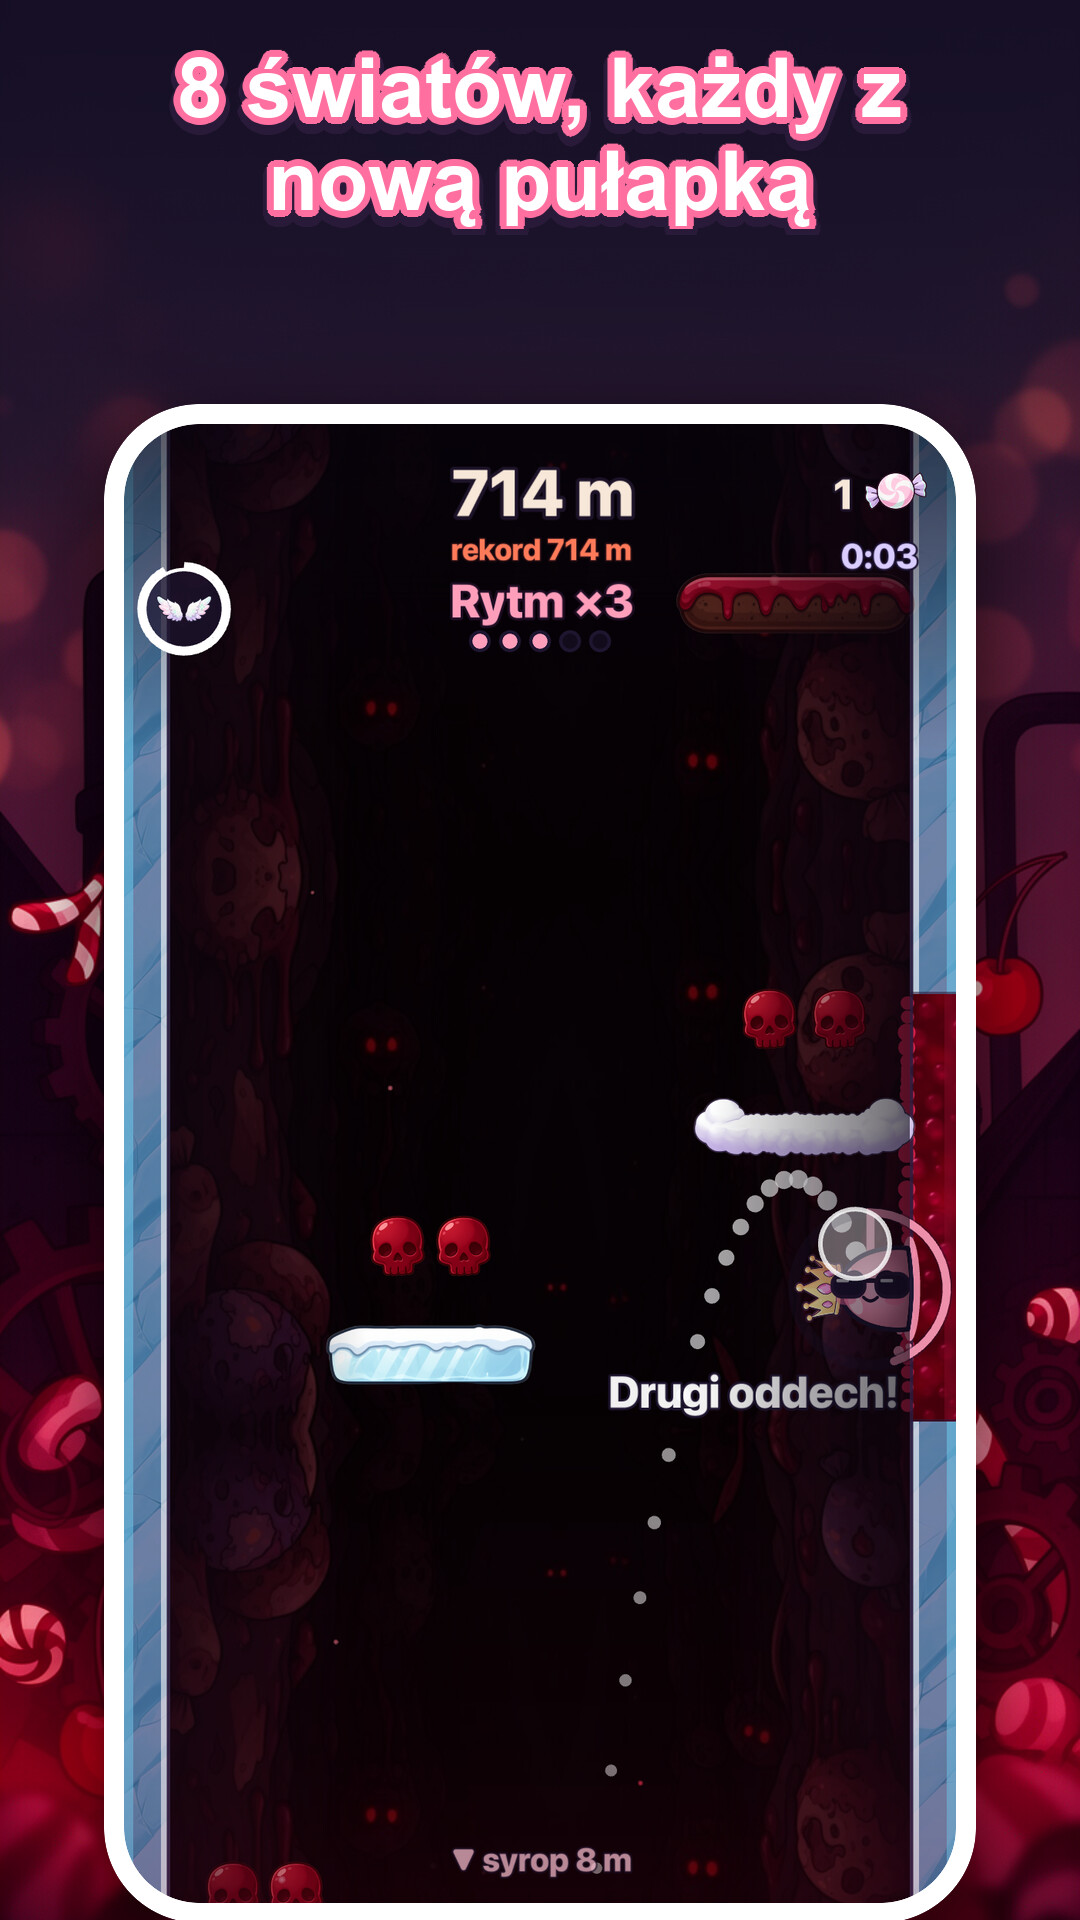 8 światów, każdy z
nową pułapką
714 m
1
rekord 714 m
0:03
Rytm ×3
Drugi oddech!
▼ syrop 8 m